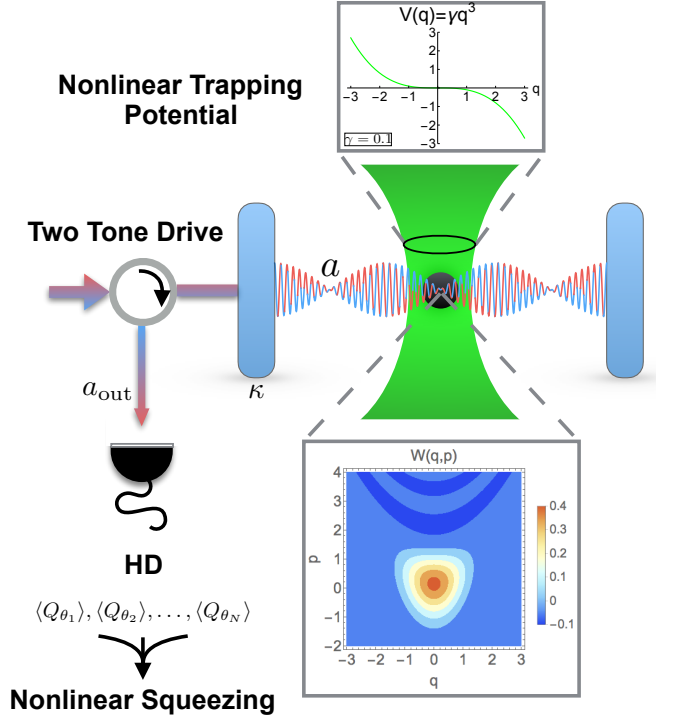 V(q)=γq³
3
2
1
−3 −2 −1 1 2 3 q
−1
−2
−3
γ = 0.1
Nonlinear Trapping
Potential
Two Tone Drive
a
a_out
κ
W(q,p)
4
3
2
1
0
−1
−2
p
−3 −2 −1 0 1 2 3
q
0.4
0.3
0.2
0.1
0
−0.1
HD
⟨Q_θ₁⟩, ⟨Q_θ₂⟩, . . . , ⟨Q_θ_N⟩
Nonlinear Squeezing